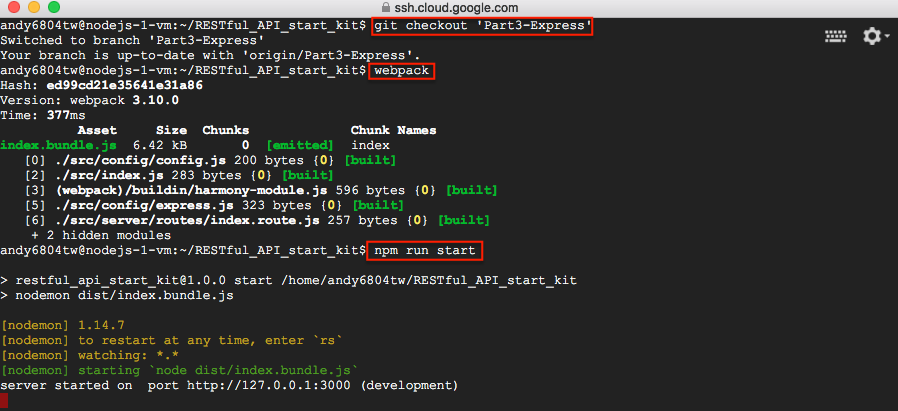 ssh.cloud.google.com
andy6804tw@nodejs-1-vm:~/RESTful_API_start_kit$ git checkout 'Part3-Express'
Switched to branch 'Part3-Express'
Your branch is up-to-date with 'origin/Part3-Express'.
andy6804tw@nodejs-1-vm:~/RESTful_API_start_kit$ webpack
Hash: ed99cd21e35641e31a86
Version: webpack 3.10.0
Time: 377ms
Asset Size Chunks Chunk Names
index.bundle.js 6.42 kB 0 [emitted] index
[0] ./src/config/config.js 200 bytes {0} [built]
[2] ./src/index.js 283 bytes {0} [built]
[3] (webpack)/buildin/harmony-module.js 596 bytes {0} [built]
[5] ./src/config/express.js 323 bytes {0} [built]
[6] ./src/server/routes/index.route.js 257 bytes {0} [built]
+ 2 hidden modules
andy6804tw@nodejs-1-vm:~/RESTful_API_start_kit$ npm run start
> restful_api_start_kit@1.0.0 start /home/andy6804tw/RESTful_API_start_kit
> nodemon dist/index.bundle.js
[nodemon] 1.14.7
[nodemon] to restart at any time, enter `rs`
[nodemon] watching: *.*
[nodemon] starting `node dist/index.bundle.js`
server started on  port http://127.0.0.1:3000 (development)